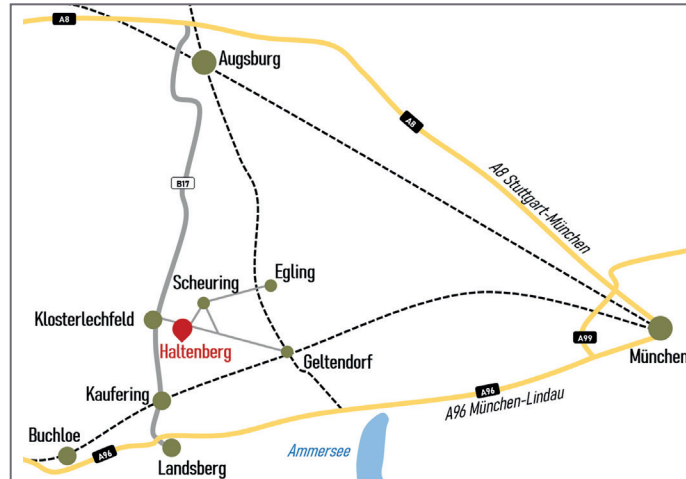 A8
Augsburg
A8
A8 Stuttgart-München
B17
Egling
Scheuring
Klosterlechfeld
Haltenberg
Geltendorf
A99
München
Kaufering
A96
A96 München-Lindau
Buchloe
A96
Landsberg
Ammersee